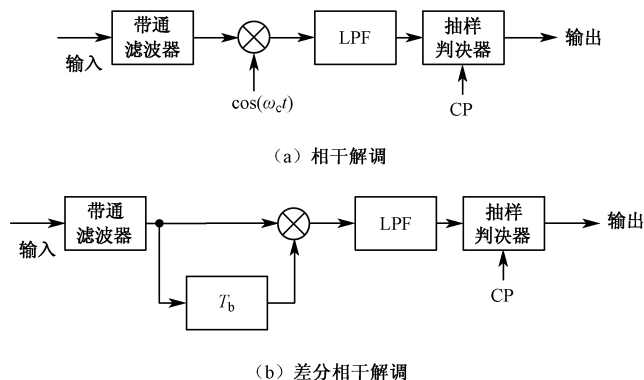 带通
滤波器
LPF
抽样
判决器
输入
输出
cos(ω_c t)
CP
（a）相干解调
带通
滤波器
LPF
抽样
判决器
输入
输出
T_b
CP
（b）差分相干解调